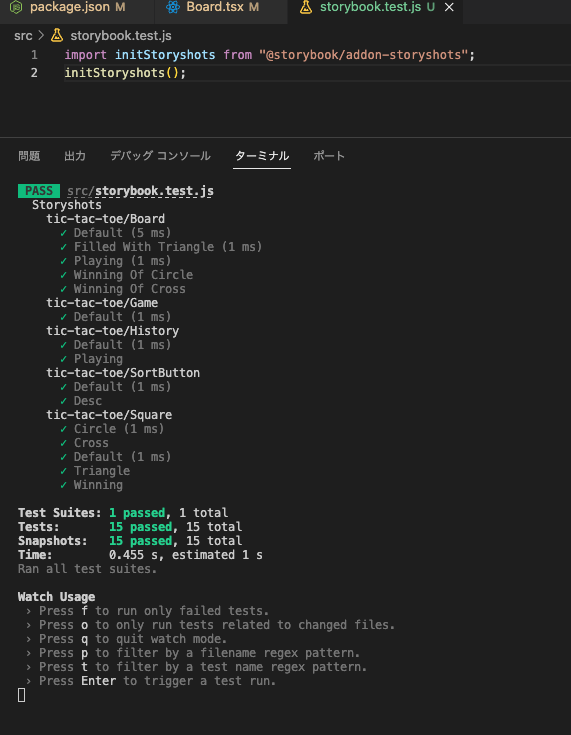 package.json M
Board.tsx M
storybook.test.js U
src > storybook.test.js
1 import initStoryshots from "@storybook/addon-storyshots";
2 initStoryshots();
問題 出力 デバッグ コンソール ターミナル ポート
PASS src/storybook.test.js
Storyshots
tic-tac-toe/Board
✓ Default (5 ms)
✓ Filled With Triangle (1 ms)
✓ Playing (1 ms)
✓ Winning Of Circle
✓ Winning Of Cross
tic-tac-toe/Game
✓ Default (1 ms)
tic-tac-toe/History
✓ Default (1 ms)
✓ Playing
tic-tac-toe/SortButton
✓ Default (1 ms)
✓ Desc
tic-tac-toe/Square
✓ Circle (1 ms)
✓ Cross
✓ Default (1 ms)
✓ Triangle
✓ Winning
Test Suites: 1 passed, 1 total
Tests: 15 passed, 15 total
Snapshots: 15 passed, 15 total
Time: 0.455 s, estimated 1 s
Ran all test suites.
Watch Usage
› Press f to run only failed tests.
› Press o to only run tests related to changed files.
› Press q to quit watch mode.
› Press p to filter by a filename regex pattern.
› Press t to filter by a test name regex pattern.
› Press Enter to trigger a test run.